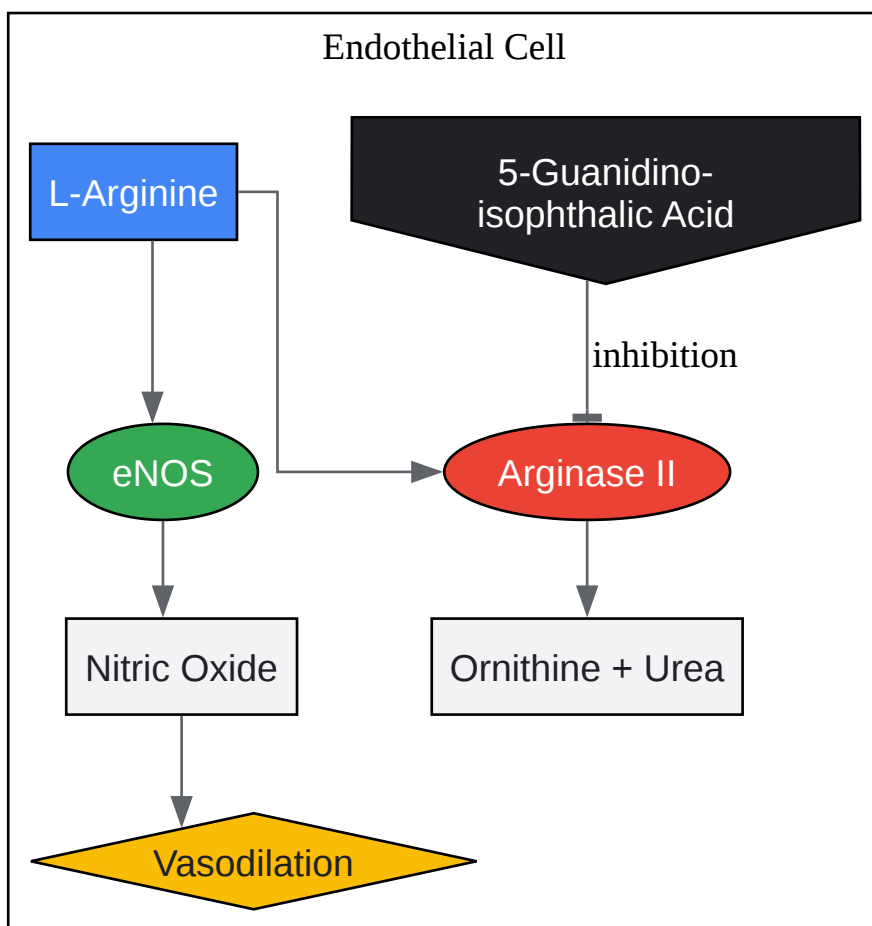 Endothelial Cell
L-Arginine
5-Guanidino-
isophthalic Acid
inhibition
eNOS
Arginase II
Nitric Oxide
Ornithine + Urea
Vasodilation